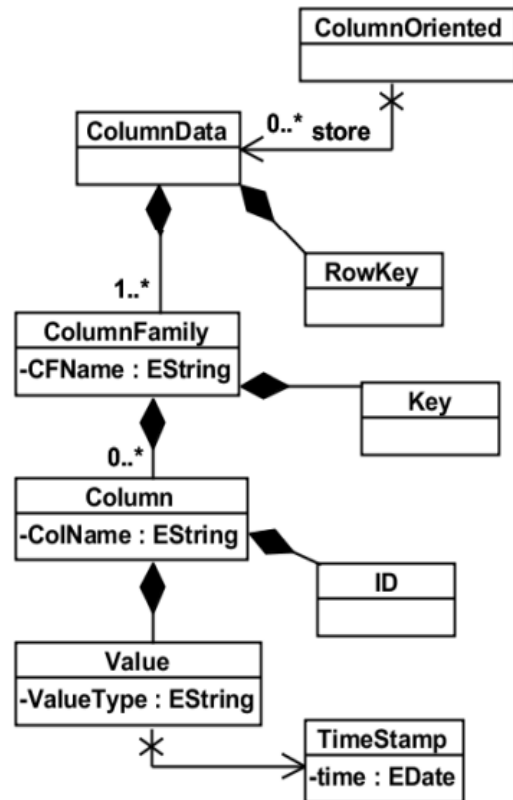 ColumnOriented
0..* store
ColumnData
RowKey
1..*
ColumnFamily
-CFName : EString
Key
0..*
Column
-ColName : EString
ID
Value
-ValueType : EString
TimeStamp
-time : EDate